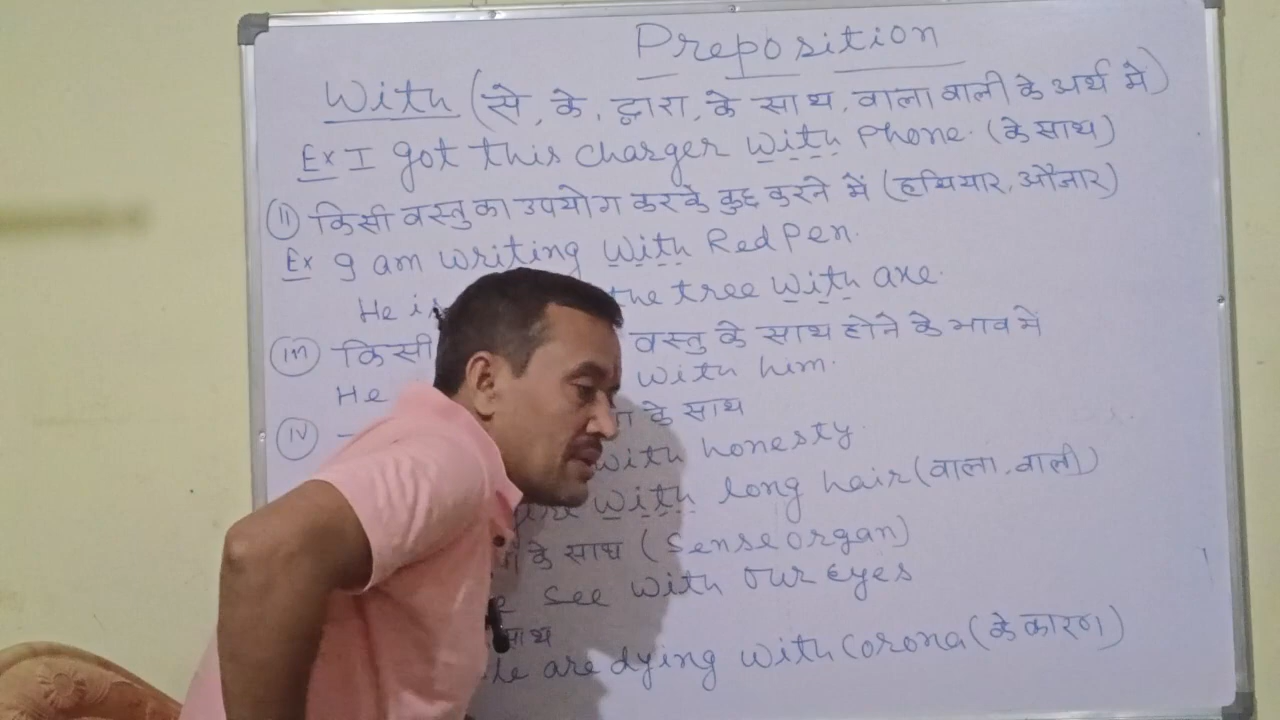 Preposition
With (से, के, द्वारा, के साथ, वाला वाली के अर्थ में)
Ex I got this charger with phone. (के साथ)
(II) किसी वस्तु का उपयोग करके कुछ करने में (हथियार, औजार)
Ex I am writing with Red Pen.
He is the tree with axe.
(III) किसी वस्तु के साथ होने के भाव में
He with him.
(IV) के साथ
with honesty.
with long hair (वाला, वाली)
के साथ (Sense Organ)
see with our eyes
साथ
are dying with Corona (के कारण)